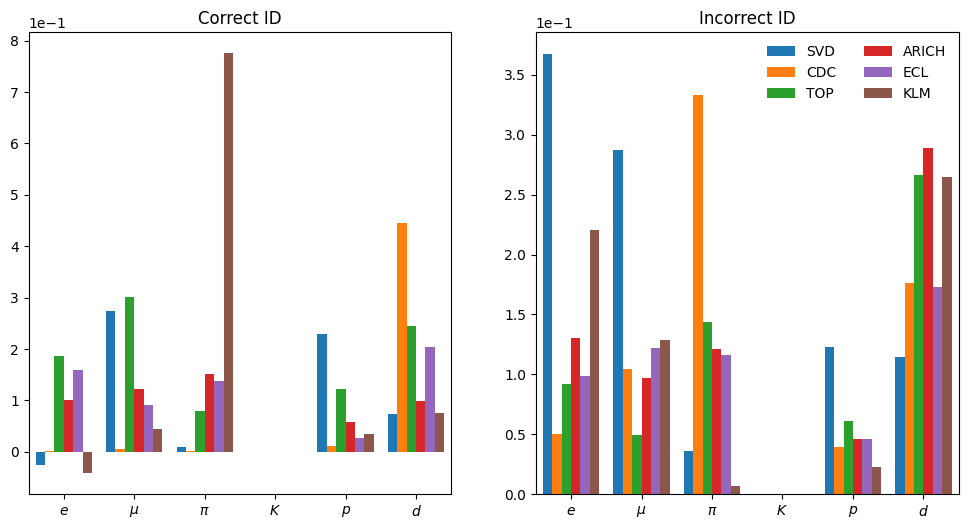 Correct ID
1e−1
8
7
6
5
4
3
2
1
0
e μ π K p d
Incorrect ID
1e−1
3.5
3.0
2.5
2.0
1.5
1.0
0.5
0.0
e μ π K p d
SVD ARICH
CDC ECL
TOP KLM